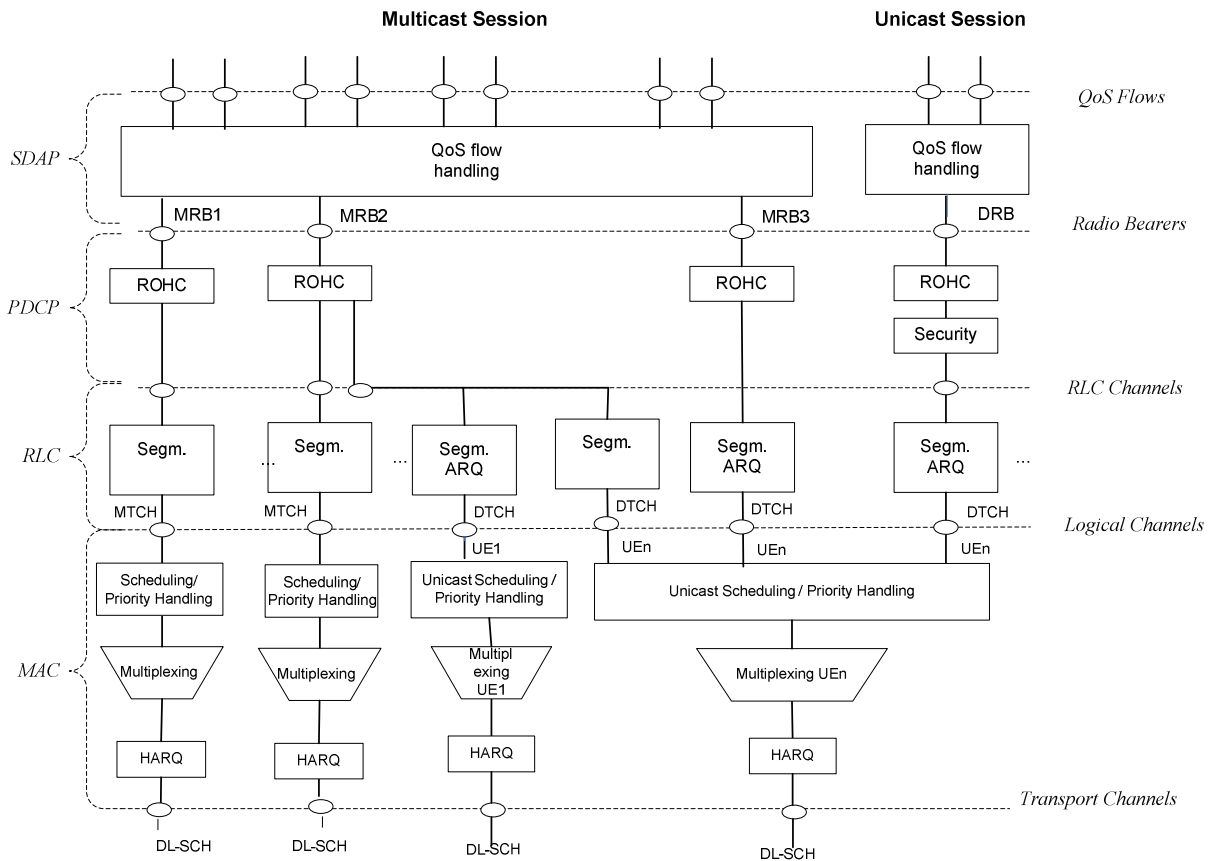 Multicast Session
Unicast Session
QoS Flows
SDAP
QoS flow
handling
QoS flow
handling
MRB1
MRB2
MRB3
DRB
Radio Bearers
PDCP
ROHC
ROHC
ROHC
ROHC
Security
RLC Channels
RLC
Segm.
...
Segm.
...
Segm.
ARQ
Segm.
Segm.
ARQ
Segm.
ARQ
...
MTCH
MTCH
DTCH
DTCH
DTCH
DTCH
Logical Channels
UE1
UEn
UEn
UEn
MAC
Scheduling/
Priority Handling
Scheduling/
Priority Handling
Unicast Scheduling /
Priority Handling
Unicast Scheduling / Priority Handling
Multiplexing
Multiplexing
Multipl
exing
UE1
Multiplexing UEn
HARQ
HARQ
HARQ
HARQ
Transport Channels
DL-SCH
DL-SCH
DL-SCH
DL-SCH